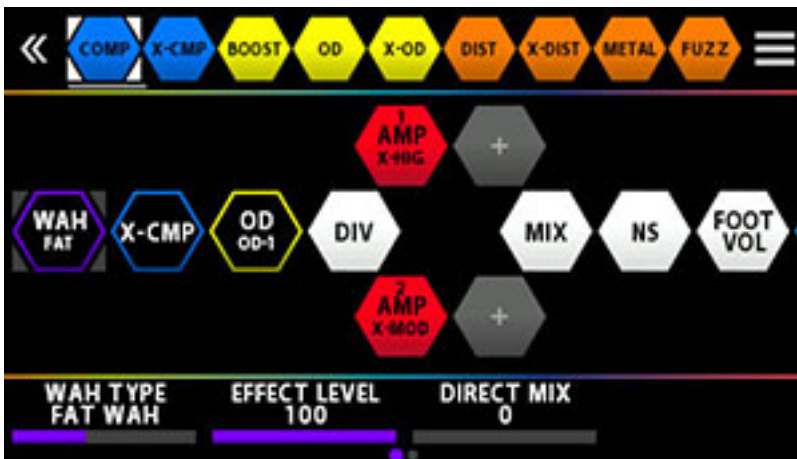 «
COMP X-CMP BOOST OD X-OD DIST X-DIST METAL FUZZ
1
AMP
X-HIG
+
WAH
FAT
X-CMP
OD
OD-1
DIV
MIX
NS
FOOT
VOL
2
AMP
X-MOD
+
WAH TYPE
FAT WAH
EFFECT LEVEL
100
DIRECT MIX
0